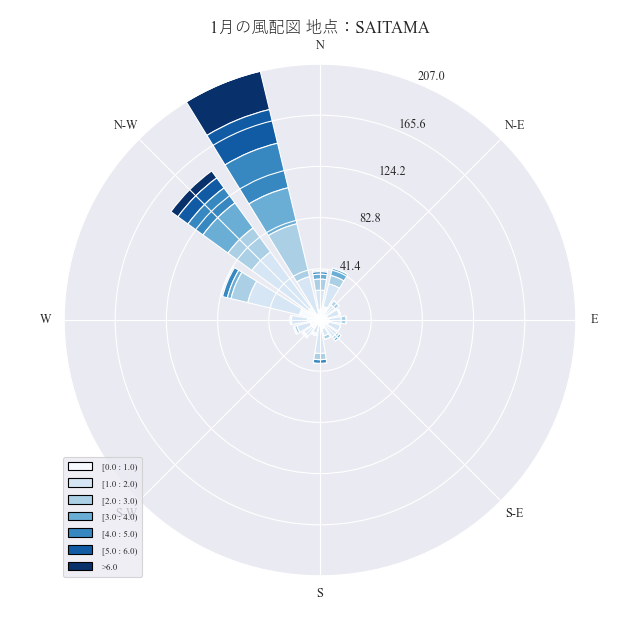 1月の風配図 地点：SAITAMA
N
207.0
N-W
N-E
165.6
124.2
82.8
41.4
W
E
[0.0 : 1.0)
[1.0 : 2.0)
[2.0 : 3.0)
[3.0 : 4.0)
[4.0 : 5.0)
[5.0 : 6.0)
>6.0
S-W
S-E
S